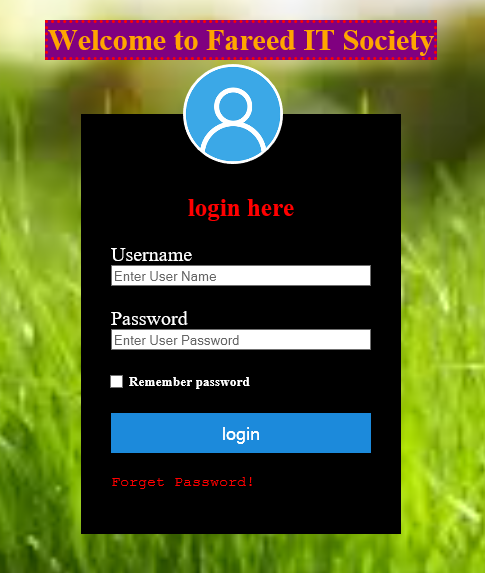 Welcome to Fareed IT Society
login here
Username
Enter User Name
Password
Enter User Password
Remember password
login
Forget Password!